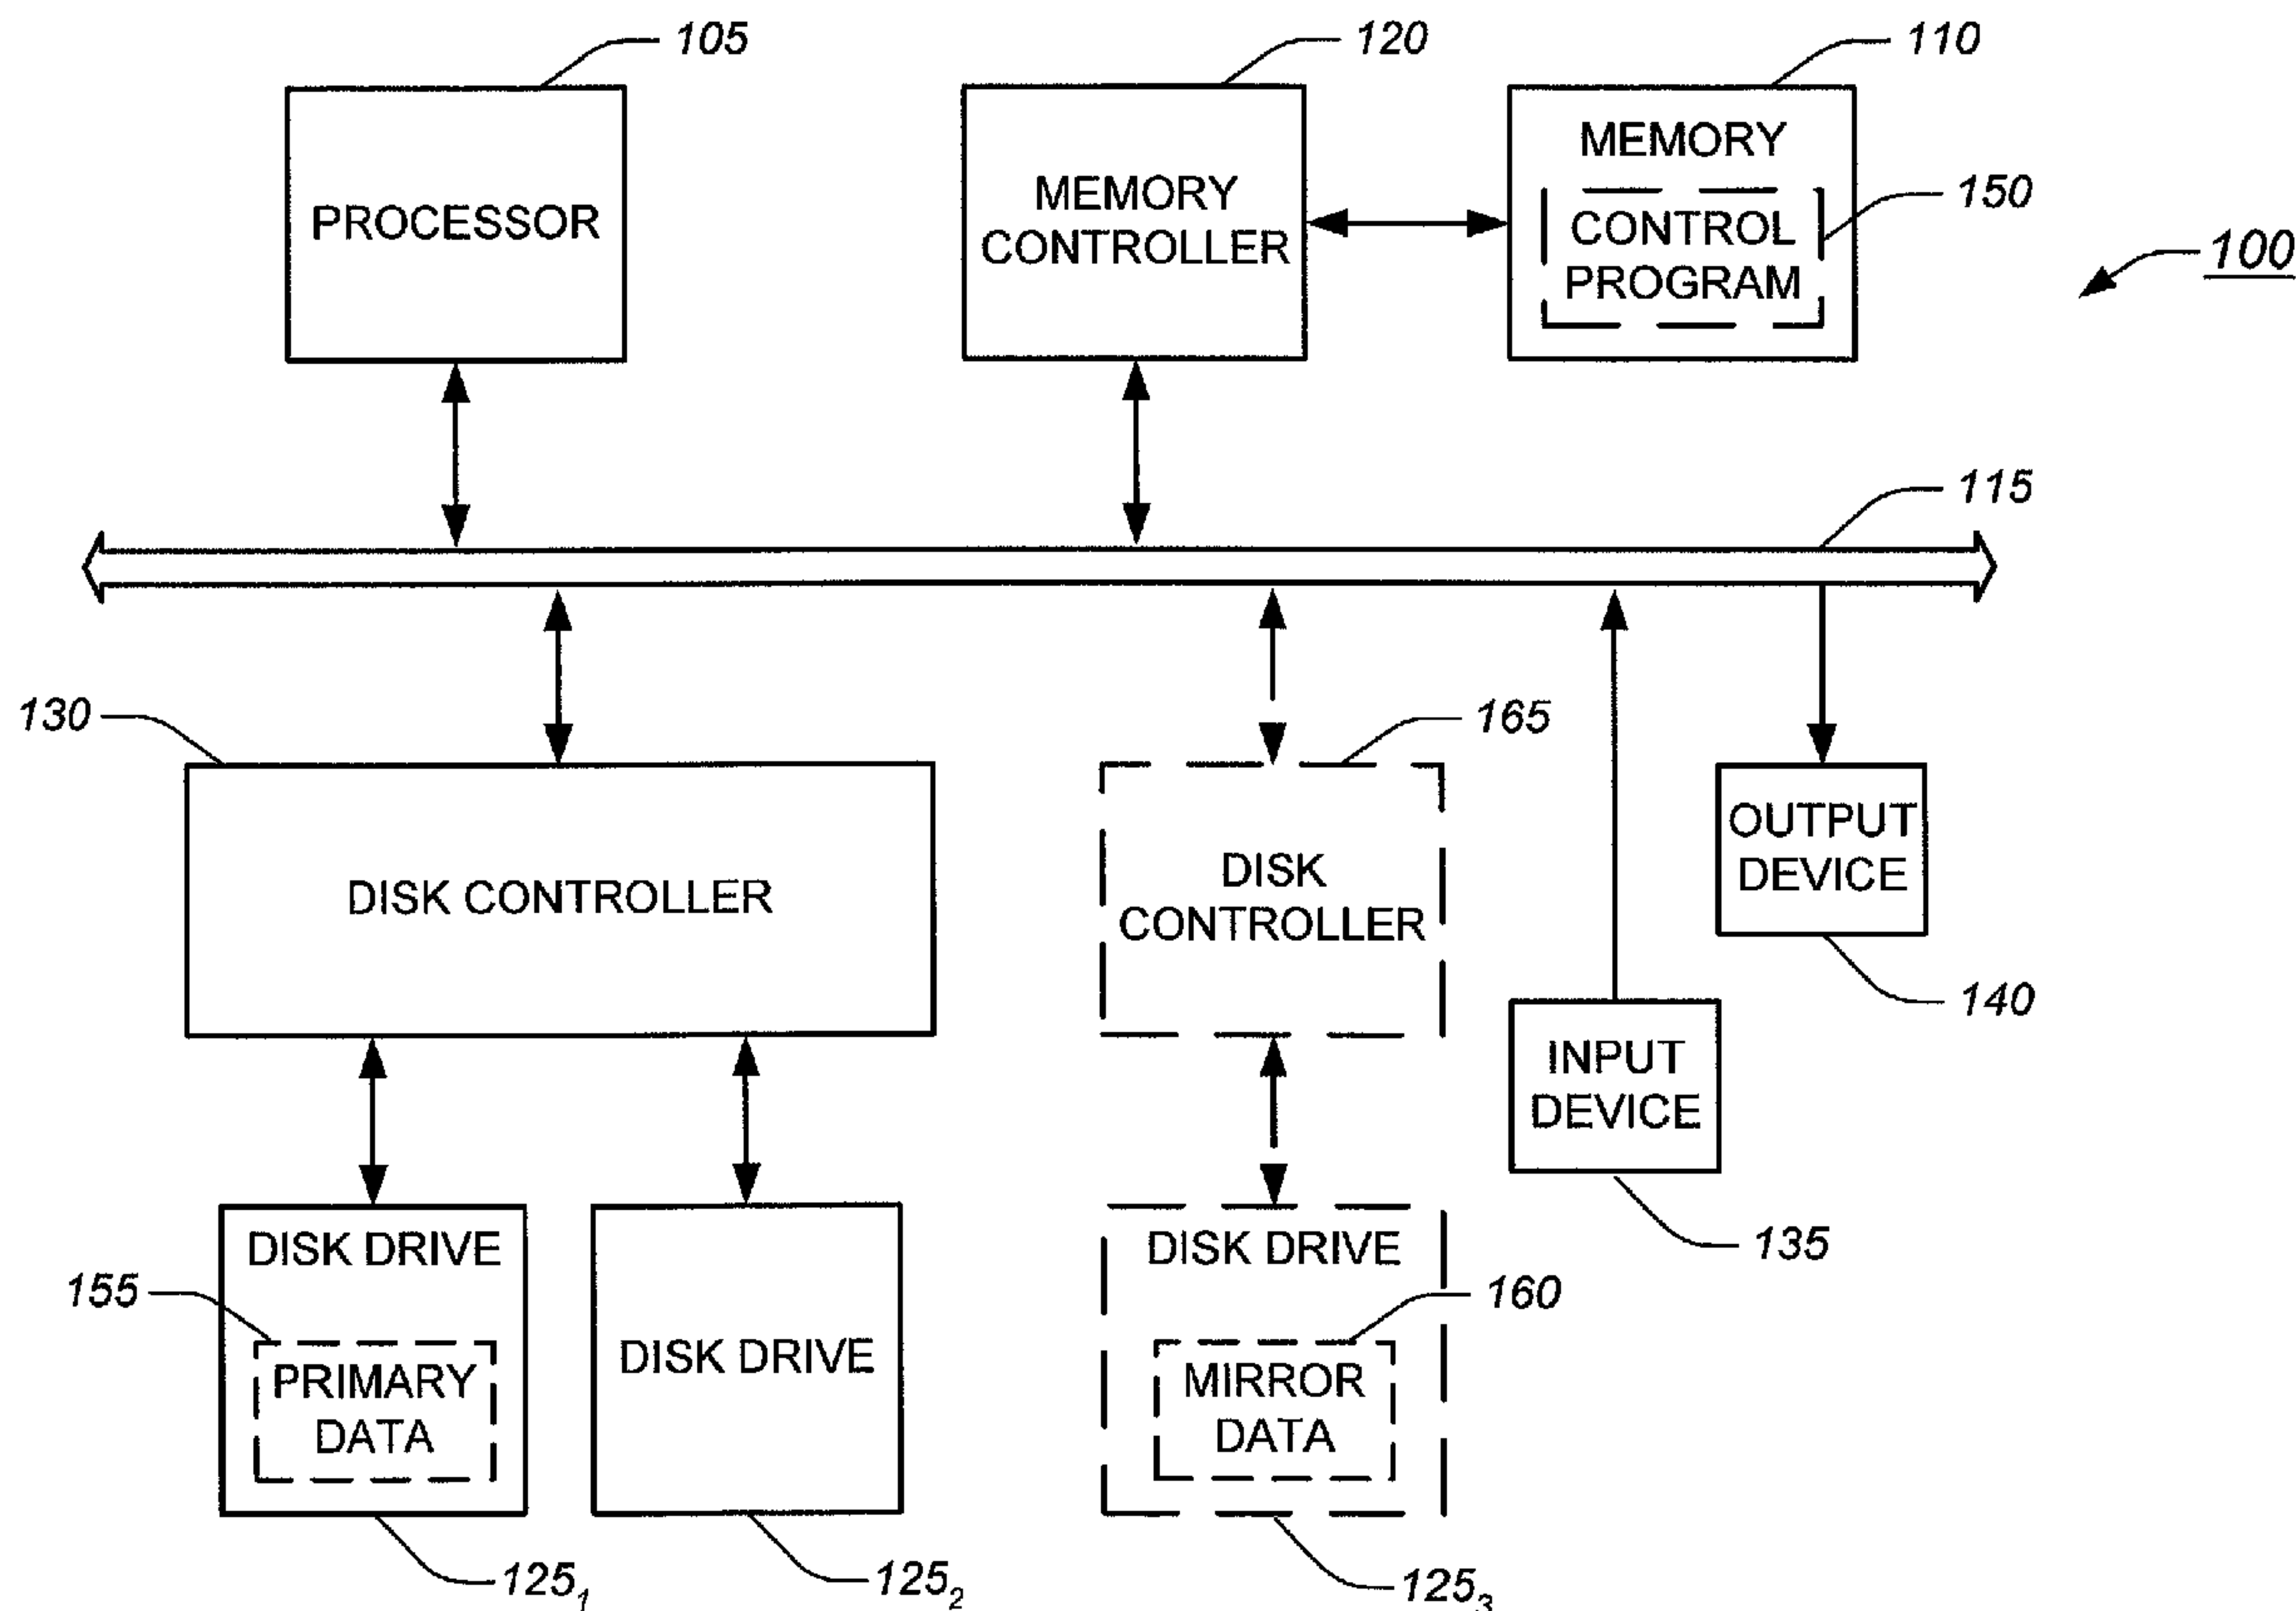 105
120
110
PROCESSOR
MEMORY
CONTROLLER
MEMORY
CONTROL
PROGRAM
150
100
115
130
165
DISK CONTROLLER
DISK
CONTROLLER
OUTPUT
DEVICE
140
INPUT
DEVICE
135
DISK DRIVE
155
PRIMARY
DATA
DISK DRIVE
DISK DRIVE
160
MIRROR
DATA
125₁
125₂
125₃